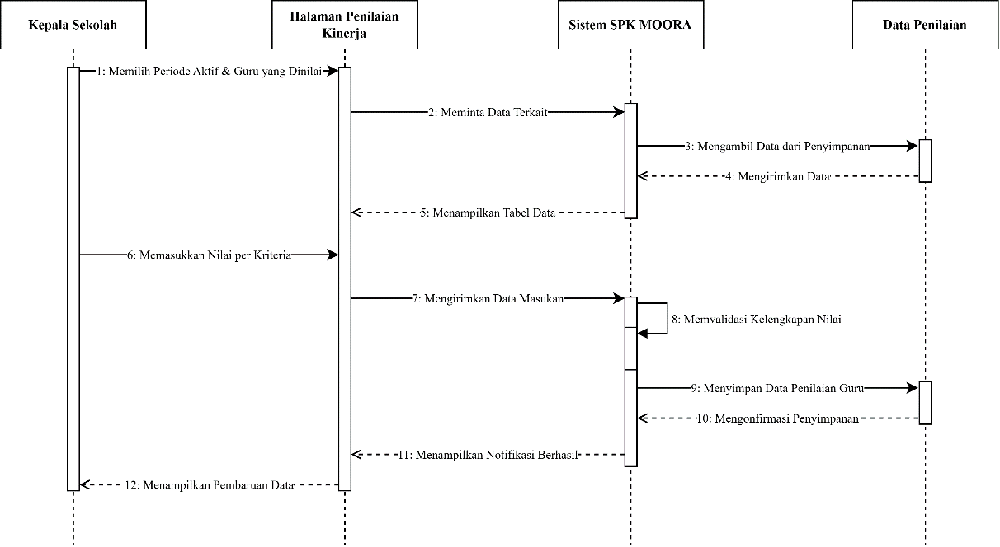 Kepala Sekolah
Halaman Penilaian
Kinerja
Sistem SPK MOORA
Data Penilaian
1: Memilih Periode Aktif & Guru yang Dinilai
2: Meminta Data Terkait
3: Mengambil Data dari Penyimpanan
4: Mengirimkan Data
5: Menampilkan Tabel Data
6: Memasukkan Nilai per Kriteria
7: Mengirimkan Data Masukan
8: Memvalidasi Kelengkapan Nilai
9: Menyimpan Data Penilaian Guru
10: Mengonfirmasi Penyimpanan
11: Menampilkan Notifikasi Berhasil
12: Menampilkan Pembaruan Data